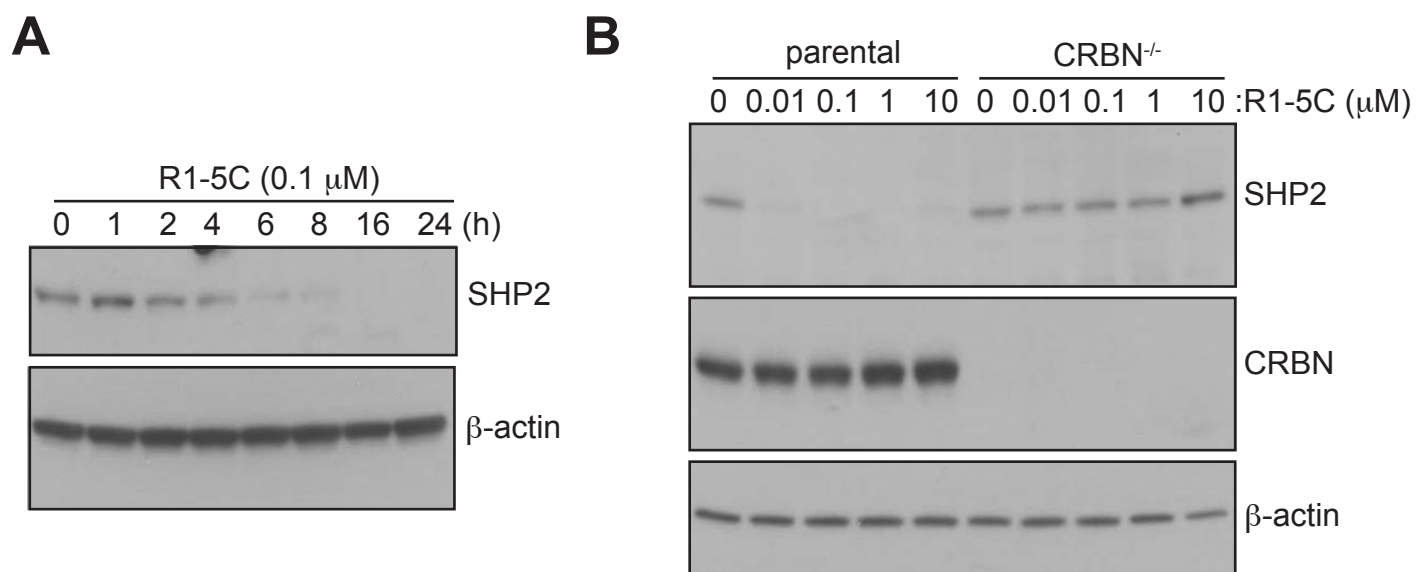 A
R1-5C (0.1 μM)
0 1 2 4 6 8 16 24 (h)
SHP2
β-actin
B
parental CRBN-/-
0 0.01 0.1 1 10 0 0.01 0.1 1 10 :R1-5C (μM)
SHP2
CRBN
β-actin